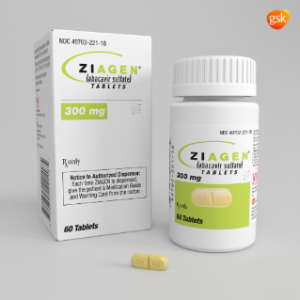 gsk
NDC 49702-221-18
ZIAGEN®
(abacavir sulfate)
TABLETS
300 mg
Rx only
Notice to Authorized Dispenser:
Each time ZIAGEN is dispensed,
give the patient a Medication Guide
and Warning Card from the carton.
60 Tablets
NDC 49702-221-18
ZIAGEN
(abacavir sulfate)
TABLETS
300 mg
Rx only
60 Tablets